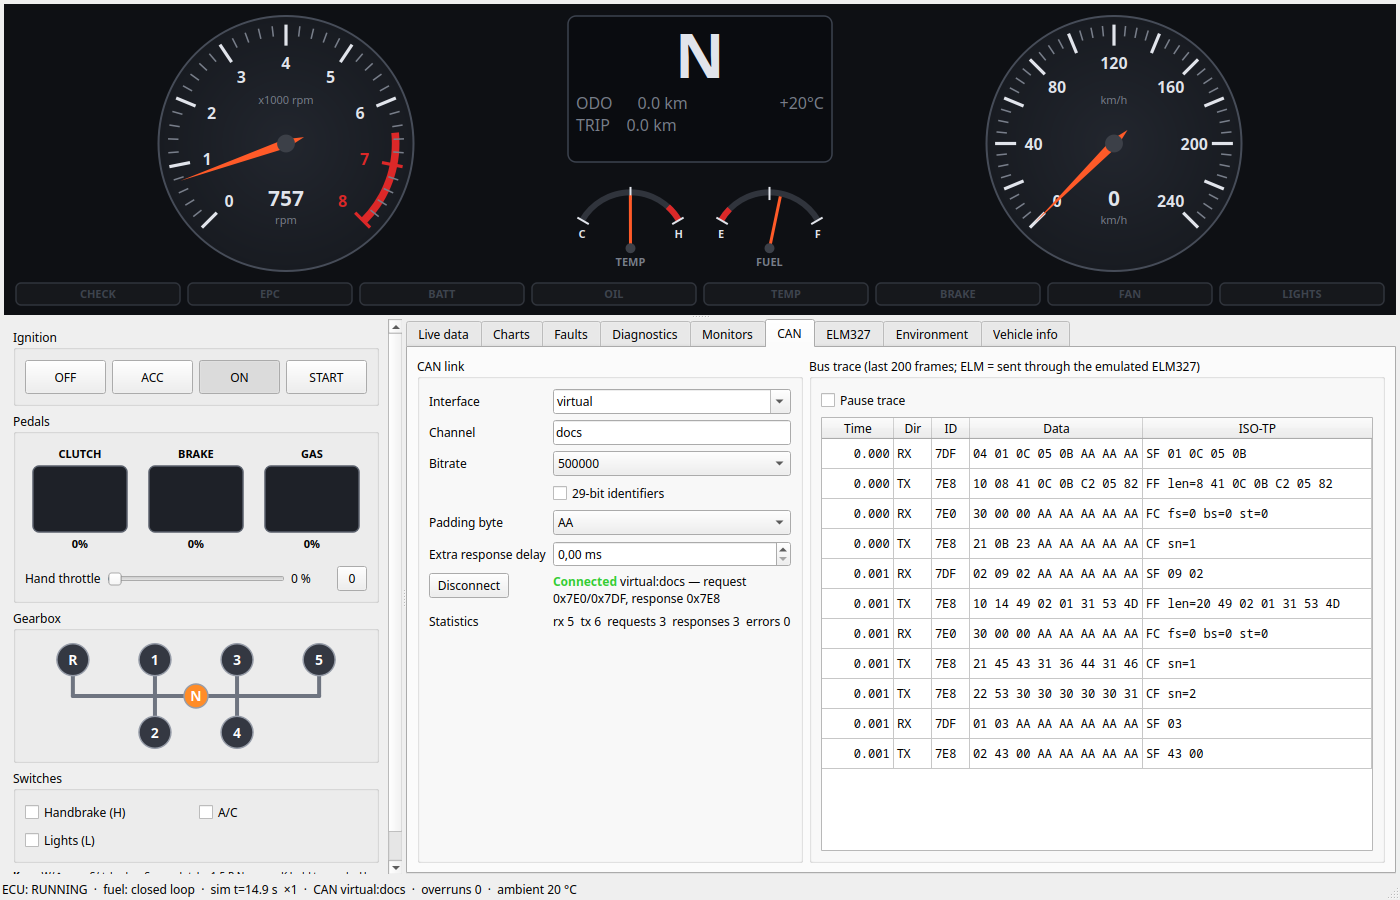 0 1 2 3 4 5 6 7 8
x1000 rpm
757
rpm
N
ODO 0.0 km +20°C
TRIP 0.0 km
C H
TEMP
E F
FUEL
0 40 80 120 160 200 240
km/h
0
km/h
CHECK EPC BATT OIL TEMP BRAKE FAN LIGHTS
Ignition
OFF ACC ON START
Pedals
CLUTCH BRAKE GAS
0% 0% 0%
Hand throttle 0 % 0
Gearbox
R 1 3 5
N
2 4
Switches
Handbrake (H) A/C
Lights (L)
Live data Charts Faults Diagnostics Monitors CAN ELM327 Environment Vehicle info
CAN link
Interface virtual
Channel docs
Bitrate 500000
29-bit identifiers
Padding byte AA
Extra response delay 0,00 ms
Disconnect Connected virtual:docs — request
0x7E0/0x7DF, response 0x7E8
Statistics rx 5 tx 6 requests 3 responses 3 errors 0
Bus trace (last 200 frames; ELM = sent through the emulated ELM327)
Pause trace
Time Dir ID Data ISO-TP
0.000 RX 7DF 04 01 0C 05 0B AA AA AA SF 01 0C 05 0B
0.000 TX 7E8 10 08 41 0C 0B C2 05 82 FF len=8 41 0C 0B C2 05 82
0.000 RX 7E0 30 00 00 AA AA AA AA AA FC fs=0 bs=0 st=0
0.000 TX 7E8 21 0B 23 AA AA AA AA AA CF sn=1
0.001 RX 7DF 02 09 02 AA AA AA AA AA SF 09 02
0.001 TX 7E8 10 14 49 02 01 31 53 4D FF len=20 49 02 01 31 53 4D
0.001 RX 7E0 30 00 00 AA AA AA AA AA FC fs=0 bs=0 st=0
0.001 TX 7E8 21 45 43 31 36 44 31 46 CF sn=1
0.001 TX 7E8 22 53 30 30 30 30 30 31 CF sn=2
0.001 RX 7DF 01 03 AA AA AA AA AA AA SF 03
0.001 TX 7E8 02 43 00 AA AA AA AA AA SF 43 00
ECU: RUNNING · fuel: closed loop · sim t=14.9 s ×1 · CAN virtual:docs · overruns 0 · ambient 20 °C